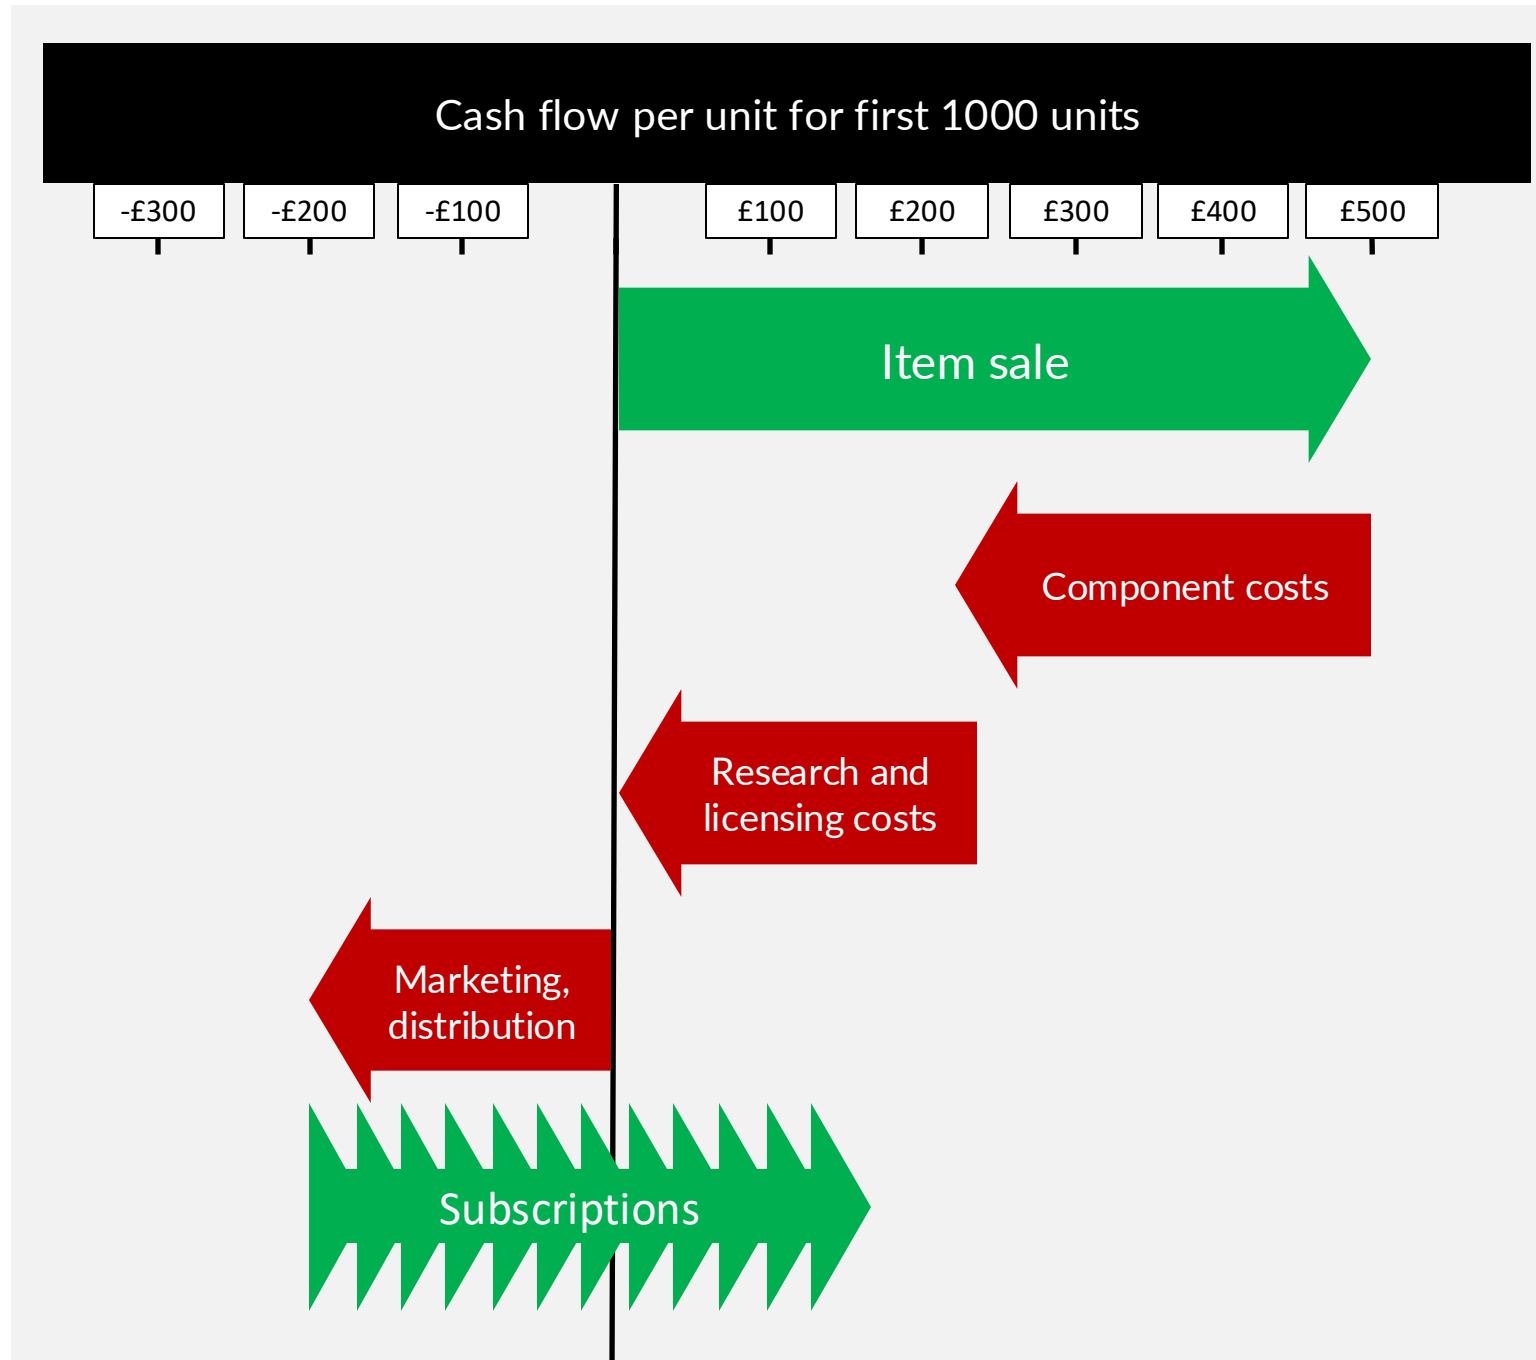 Cash flow per unit for first 1000 units
-£300 -£200 -£100 £100 £200 £300 £400 £500
Item sale
Component costs
Research and
licensing costs
Marketing,
distribution
Subscriptions